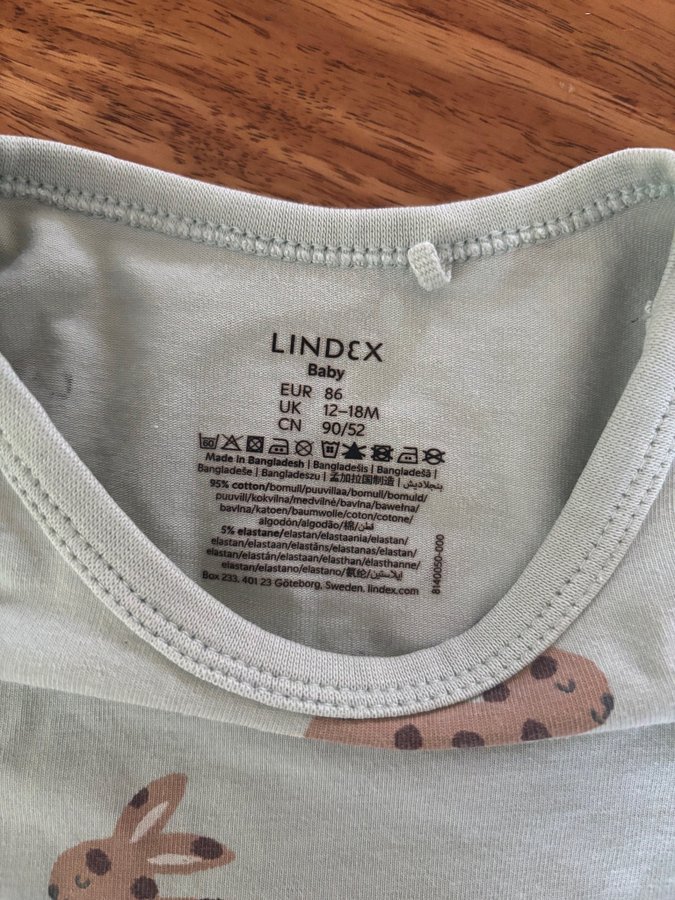 LINDEX
Baby
EUR 86
UK 12–18M
CN 90/52
Made in Bangladesh | Bangladešis | Bangladešă |
Bangladeše | Bangladeszu | 孟加拉国制造 | بنجلاديش
95% cotton/bomull/puuvillaa/bomull/bomuld/
puuvill/kokvilna/medvilné/bavlna/bawełna/
bavlna/katoen/baumwolle/coton/cotone/
algodón/algodão/棉/قطن
5% elastane/elastan/elastaania/elastan/
elastan/elastaan/elastāns/elastanas/elastan/
elastan/elastán/elastaan/elasthan/élasthanne/
elastan/elastano/elastano/氨纶/إيلاستين
Box 233, 401 23 Göteborg, Sweden. lindex.com
8140050-000